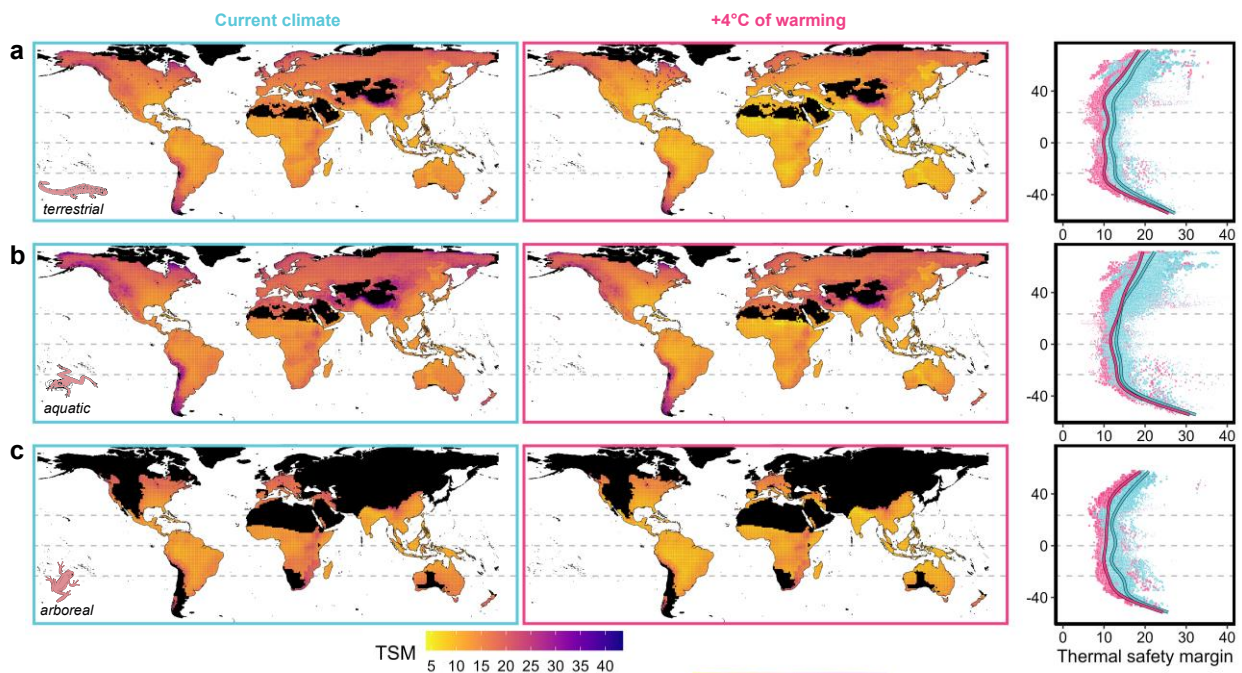 Current climate
+4°C of warming
a
terrestrial
40
0
-40
0 10 20 30 40
b
aquatic
40
0
-40
0 10 20 30 40
c
arboreal
40
0
-40
0 10 20 30 40
Thermal safety margin
TSM
5 10 15 20 25 30 35 40